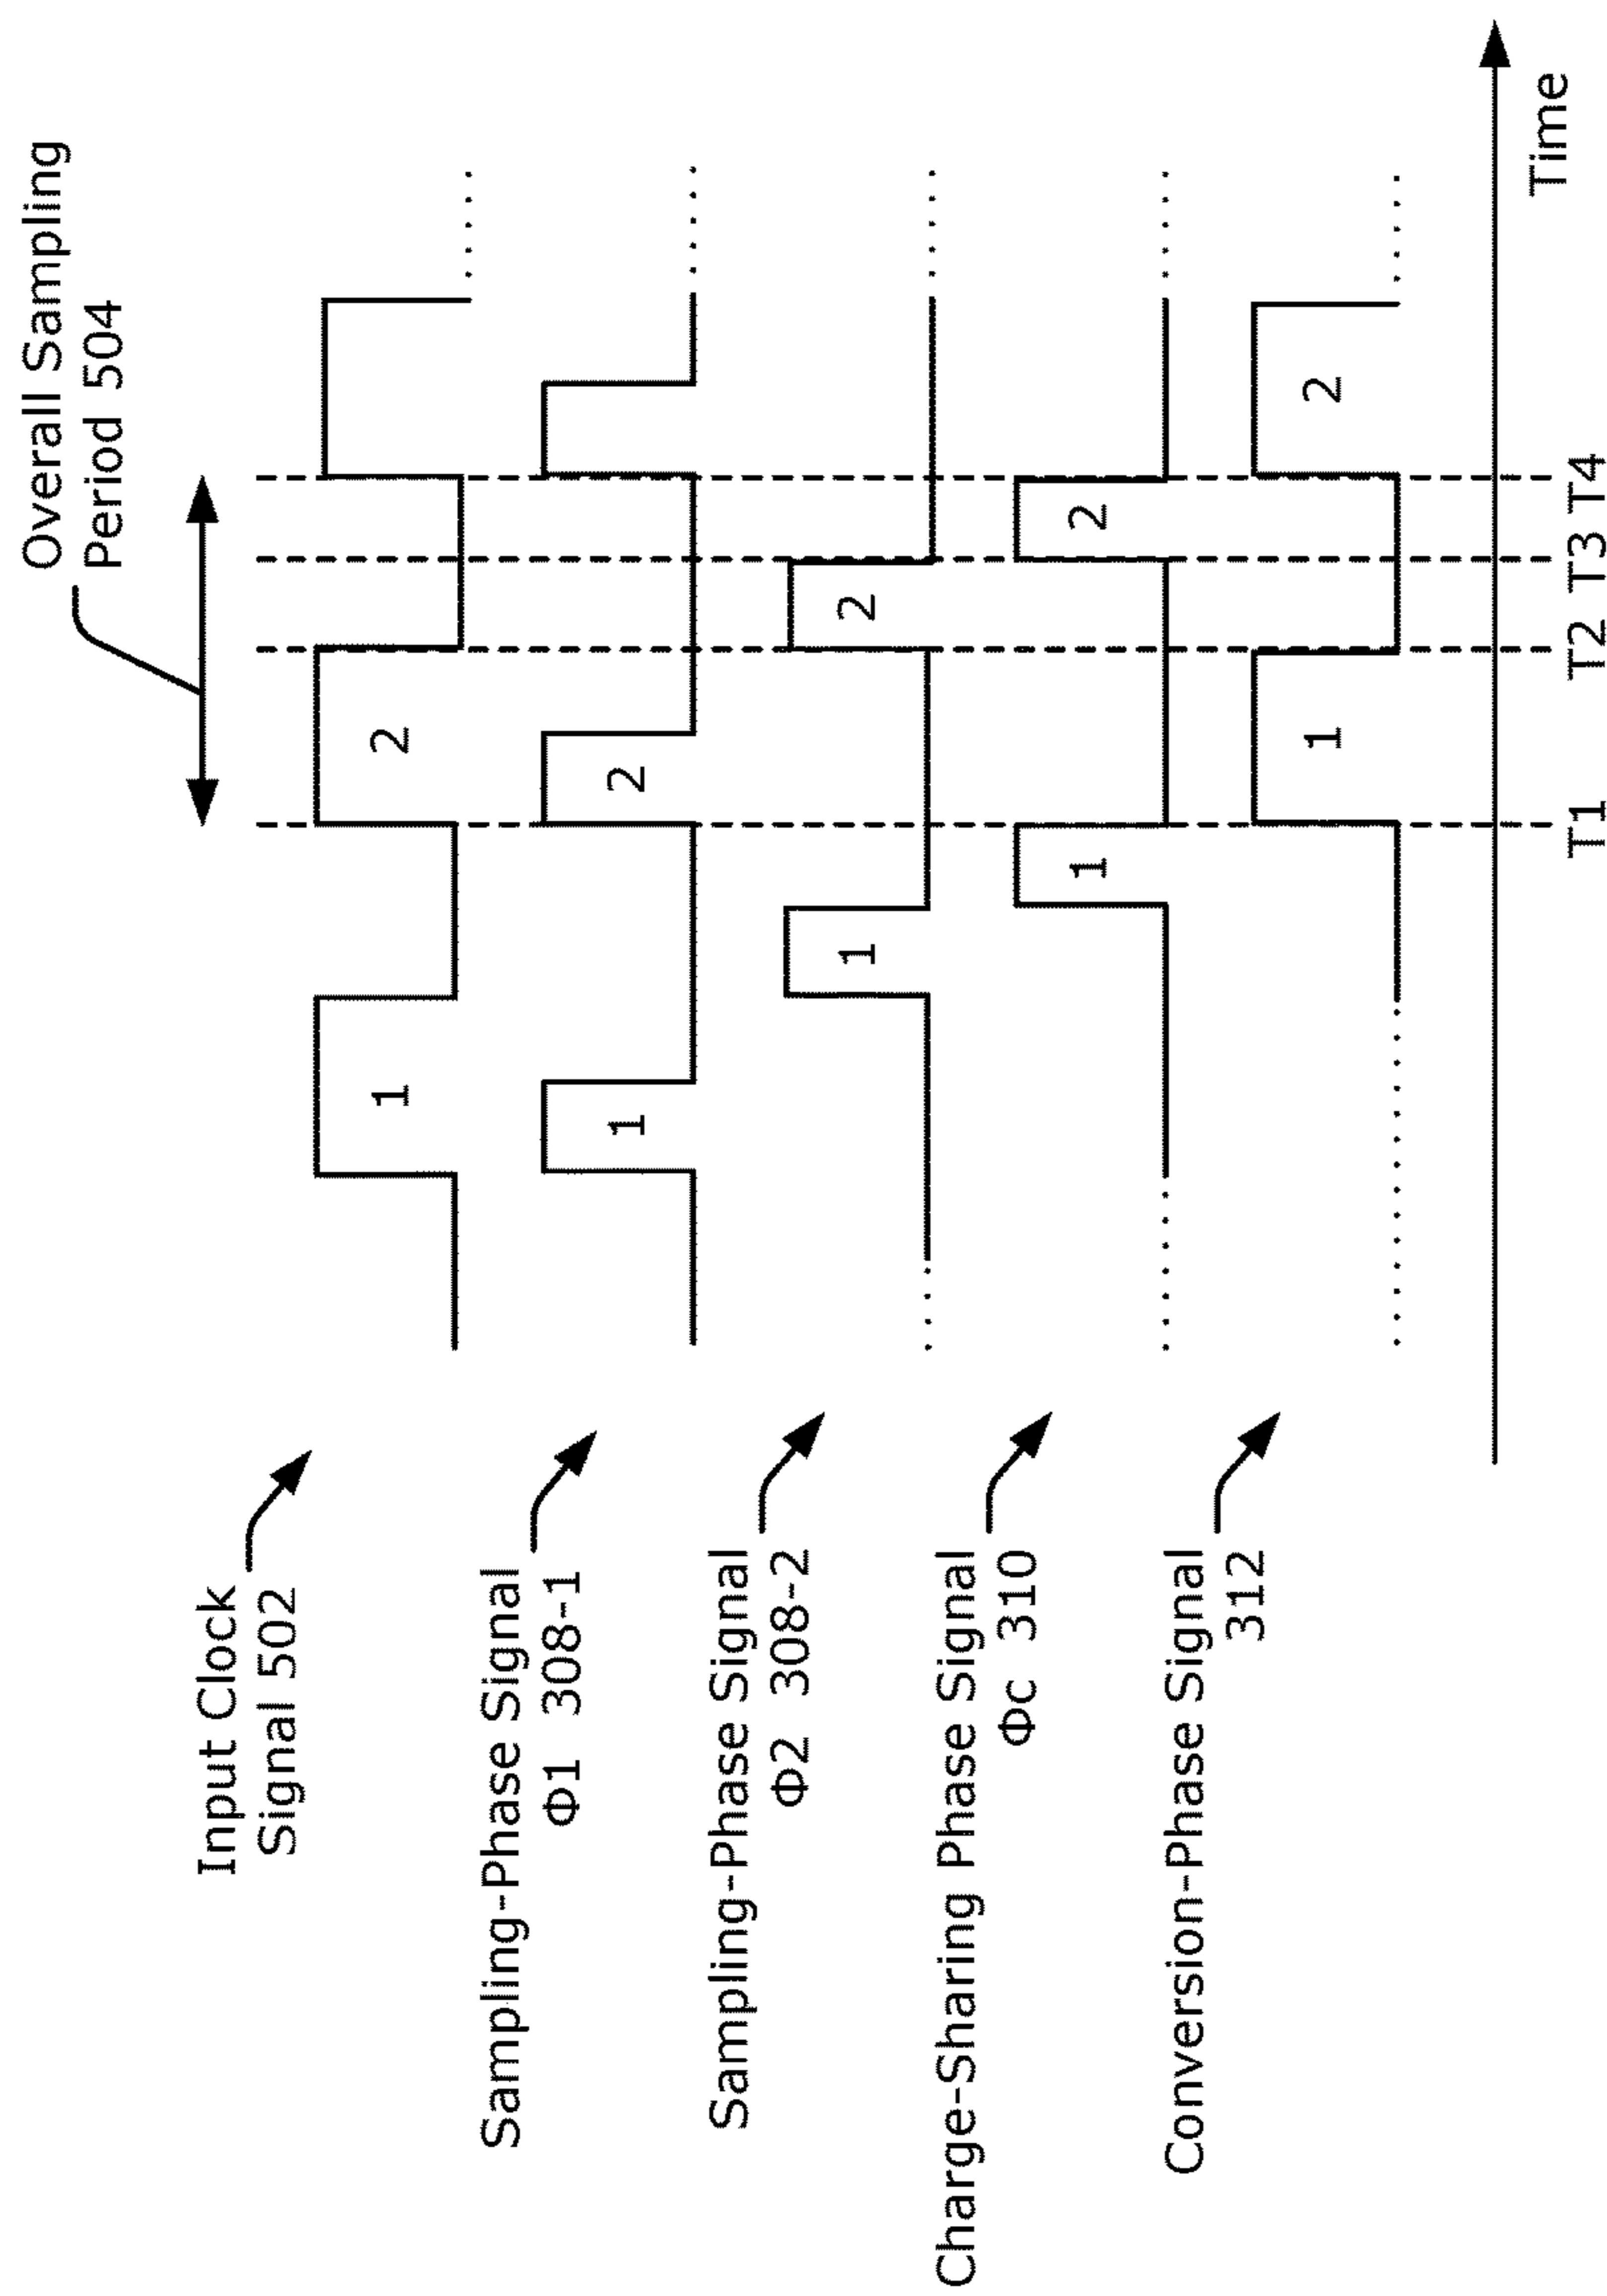 Overall Sampling
Period 504
Input Clock
Signal 502
1
2
Sampling-Phase Signal
Φ1 308-1
1
2
Sampling-Phase Signal
Φ2 308-2
1
2
Charge-Sharing Phase Signal
Φc 310
1
2
Conversion-Phase Signal
312
1
2
T1 T2 T3 T4
Time